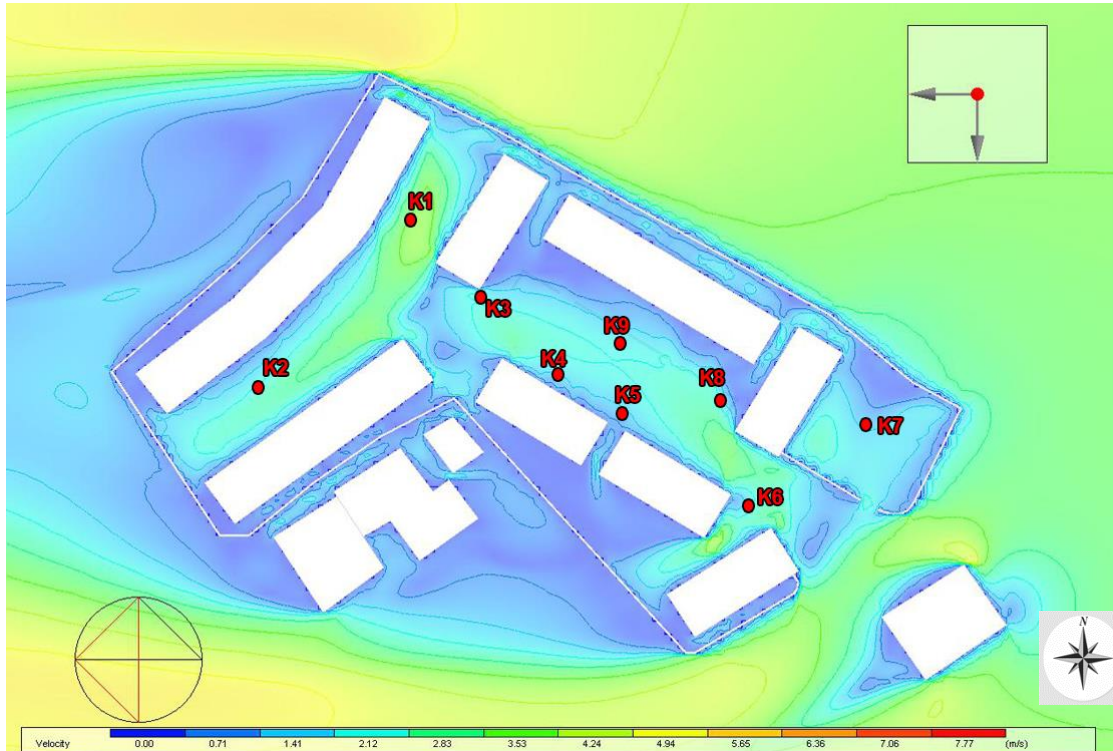 K1
K3
K9
K2
K4
K8
K5
K7
K6
N
Velocity 0.00 0.71 1.41 2.12 2.83 3.53 4.24 4.94 5.65 6.36 7.06 7.77 (m/s)